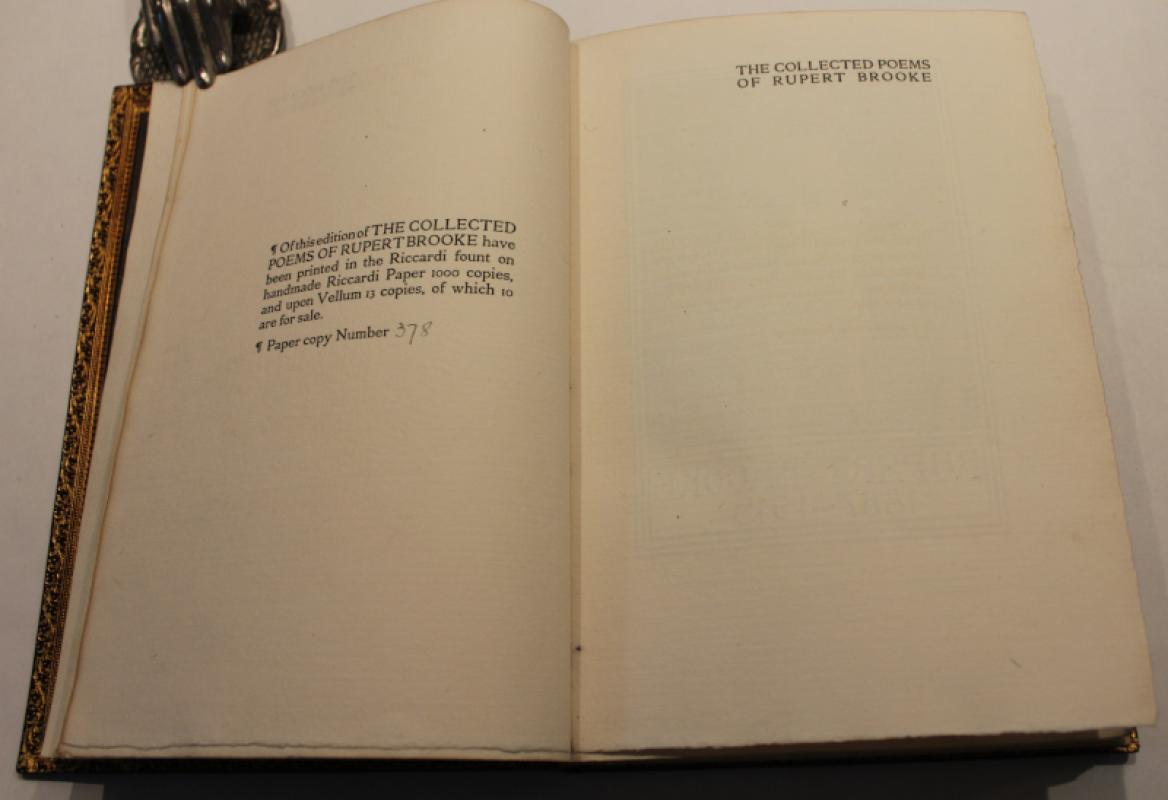 ¶ Of this edition of THE COLLECTED
POEMS OF RUPERT BROOKE have
been printed in the Riccardi fount on
handmade Riccardi Paper 1000 copies,
and upon Vellum 13 copies, of which 10
are for sale.
¶ Paper copy Number 378
THE COLLECTED POEMS
OF RUPERT BROOKE